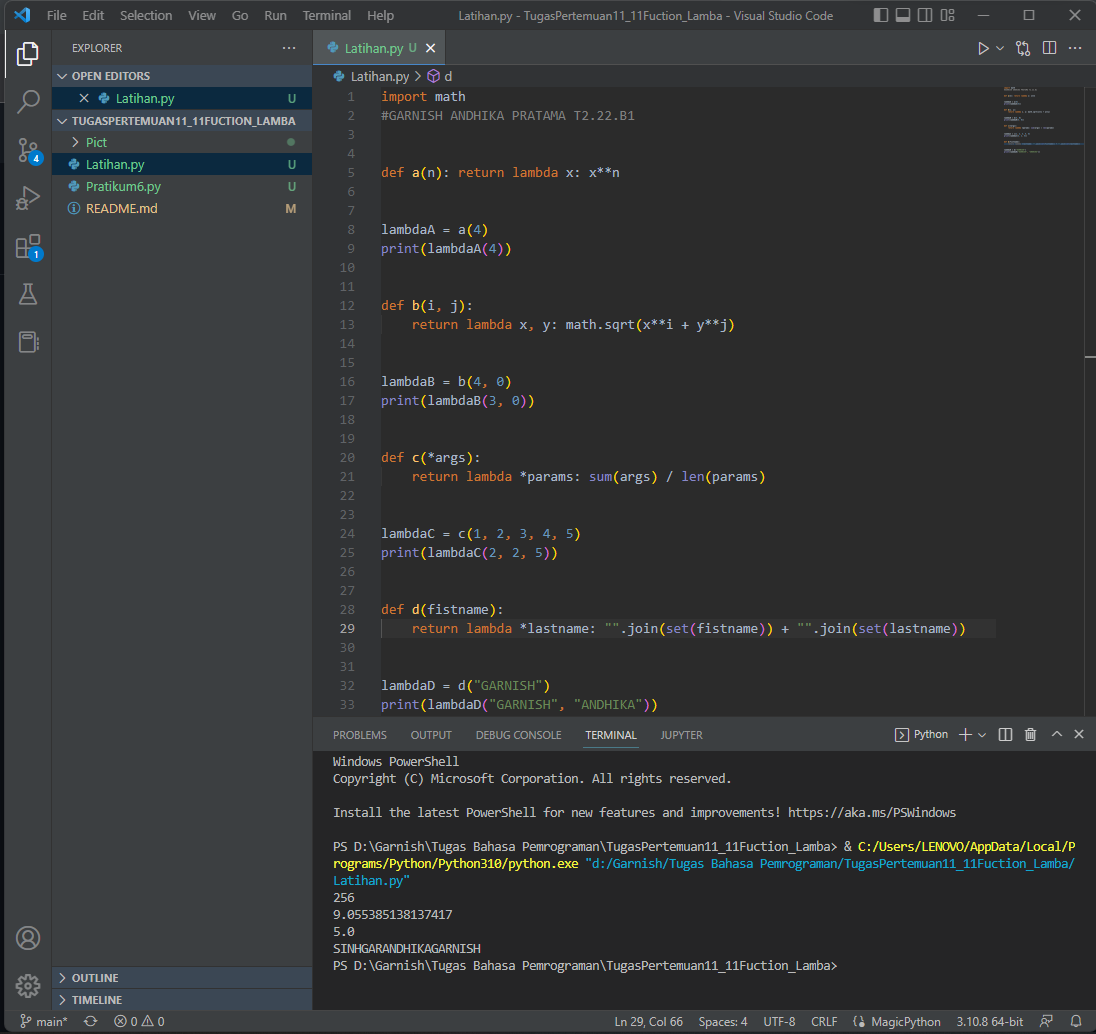 File Edit Selection View Go Run Terminal Help Latihan.py - TugasPertemuan11_11Fuction_Lamba - Visual Studio Code
EXPLORER ...
OPEN EDITORS
Latihan.py U
TUGASPERTEMUAN11_11FUCTION_LAMBA
Pict
Latihan.py U
Pratikum6.py U
README.md M
4
1
OUTLINE
TIMELINE
Latihan.py U
Latihan.py > d
1 import math
2 #GARNISH ANDHIKA PRATAMA T2.22.B1
3
4
5 def a(n): return lambda x: x**n
6
7
8 lambdaA = a(4)
9 print(lambdaA(4))
10
11
12 def b(i, j):
13     return lambda x, y: math.sqrt(x**i + y**j)
14
15
16 lambdaB = b(4, 0)
17 print(lambdaB(3, 0))
18
19
20 def c(*args):
21     return lambda *params: sum(args) / len(params)
22
23
24 lambdaC = c(1, 2, 3, 4, 5)
25 print(lambdaC(2, 2, 5))
26
27
28 def d(fistname):
29     return lambda *lastname: "".join(set(fistname)) + "".join(set(lastname))
30
31
32 lambdaD = d("GARNISH")
33 print(lambdaD("GARNISH", "ANDHIKA"))
PROBLEMS OUTPUT DEBUG CONSOLE TERMINAL JUPYTER Python
Windows PowerShell
Copyright (C) Microsoft Corporation. All rights reserved.
Install the latest PowerShell for new features and improvements! https://aka.ms/PSWindows
PS D:\Garnish\Tugas Bahasa Pemrograman\TugasPertemuan11_11Fuction_Lamba> & C:/Users/LENOVO/AppData/Local/P
rograms/Python/Python310/python.exe "d:/Garnish/Tugas Bahasa Pemrograman/TugasPertemuan11_11Fuction_Lamba/
Latihan.py"
256
9.055385138137417
5.0
SINHGARANDHIKAGARNISH
PS D:\Garnish\Tugas Bahasa Pemrograman\TugasPertemuan11_11Fuction_Lamba>
main* 0 0 Ln 29, Col 66 Spaces: 4 UTF-8 CRLF MagicPython 3.10.8 64-bit